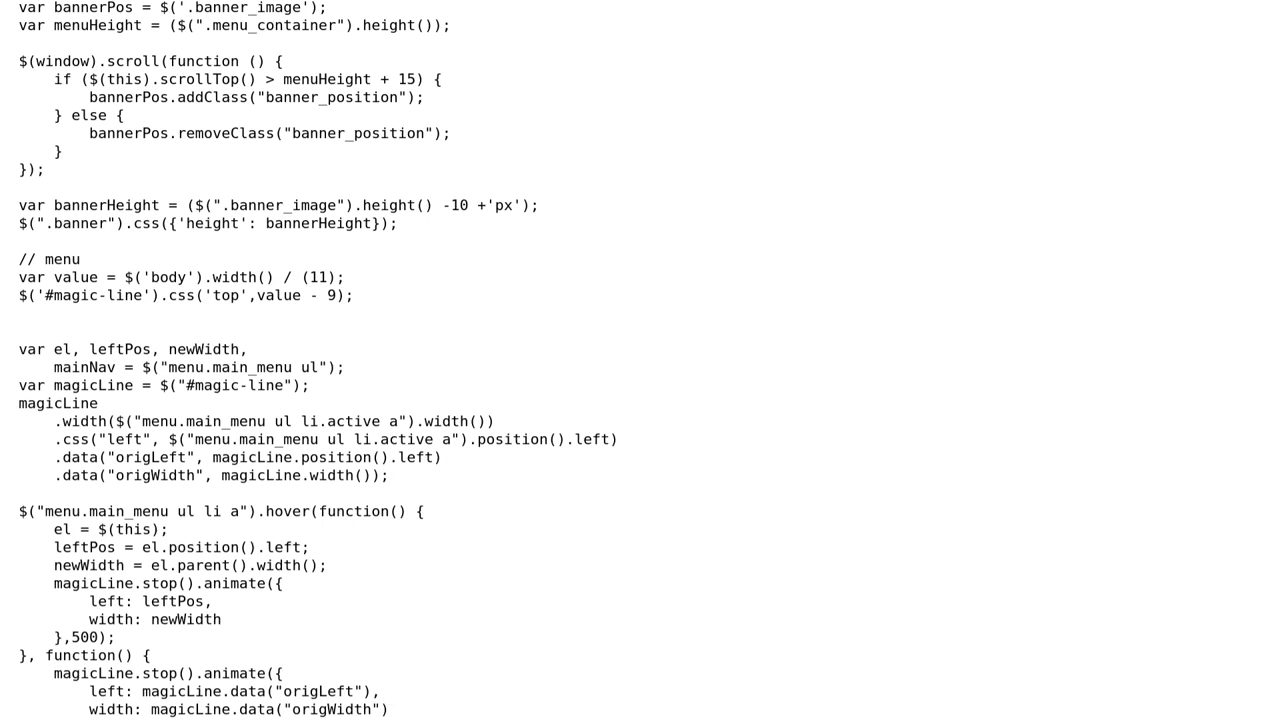 var bannerPos = $('.banner_image');
var menuHeight = ($(".menu_container").height());

$(window).scroll(function () {
    if ($(this).scrollTop() > menuHeight + 15) {
        bannerPos.addClass("banner_position");
    } else {
        bannerPos.removeClass("banner_position");
    }
});

var bannerHeight = ($(".banner_image").height() -10 +'px');
$(".banner").css({'height': bannerHeight});

// menu
var value = $('body').width() / (11);
$('#magic-line').css('top',value - 9);


var el, leftPos, newWidth,
    mainNav = $("menu.main_menu ul");
var magicLine = $("#magic-line");
magicLine
    .width($("menu.main_menu ul li.active a").width())
    .css("left", $("menu.main_menu ul li.active a").position().left)
    .data("origLeft", magicLine.position().left)
    .data("origWidth", magicLine.width());

$("menu.main_menu ul li a").hover(function() {
    el = $(this);
    leftPos = el.position().left;
    newWidth = el.parent().width();
    magicLine.stop().animate({
        left: leftPos,
        width: newWidth
    },500);
}, function() {
    magicLine.stop().animate({
        left: magicLine.data("origLeft"),
        width: magicLine.data("origWidth")